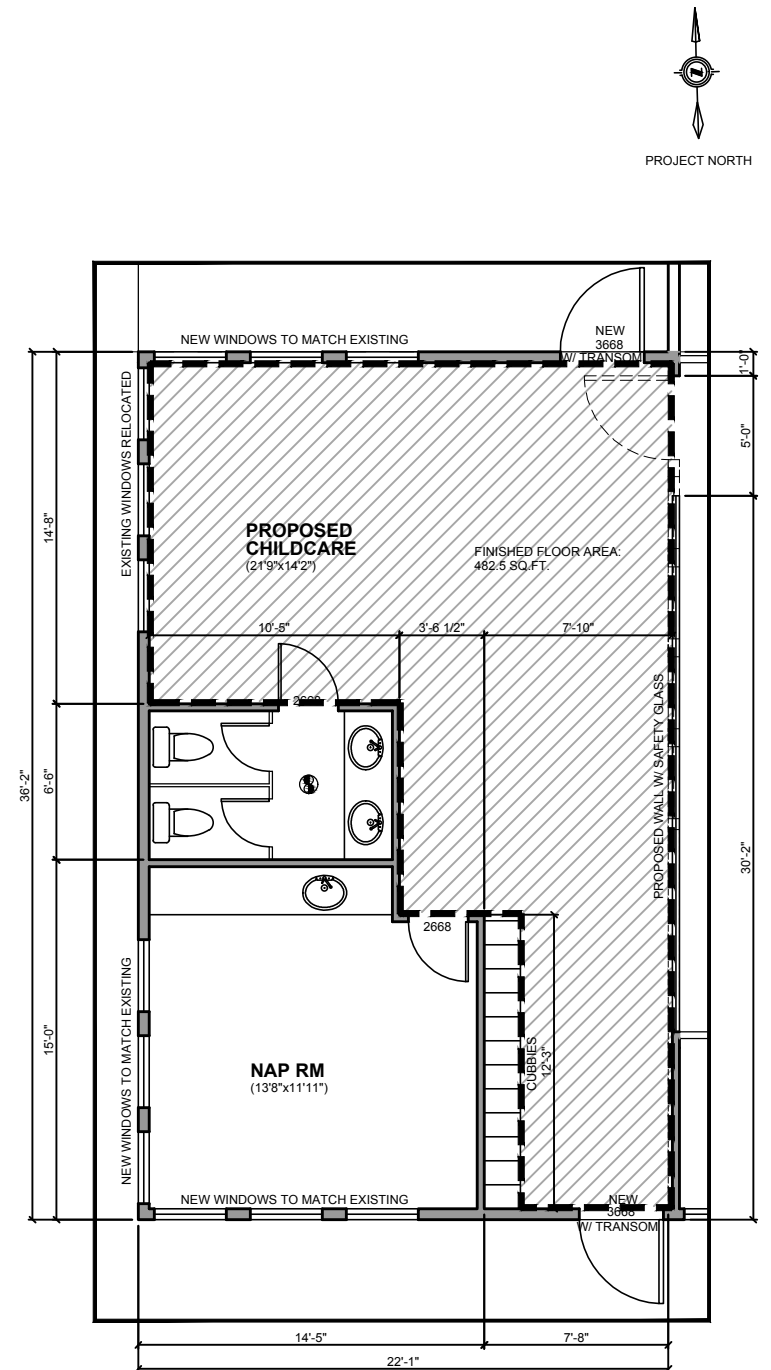 PROJECT NORTH
NEW WINDOWS TO MATCH EXISTING
NEW
3668
W/ TRANSOM
1'-0"
5'-0"
EXISTING WINDOWS RELOCATED
14'-8"
PROPOSED
CHILDCARE
(21'9"x14'2")
FINISHED FLOOR AREA:
482.5 SQ.FT.
10'-5"
3'-6 1/2"
7'-10"
2668
36'-2"
6'-6"
PROPOSED WALL W/ SAFETY GLASS
30'-2"
2668
NEW WINDOWS TO MATCH EXISTING
15'-0"
NAP RM
(13'8"x11'11")
CUBBIES
12'-3"
NEW WINDOWS TO MATCH EXISTING
NEW
3668
W/ TRANSOM
14'-5"
7'-8"
22'-1"